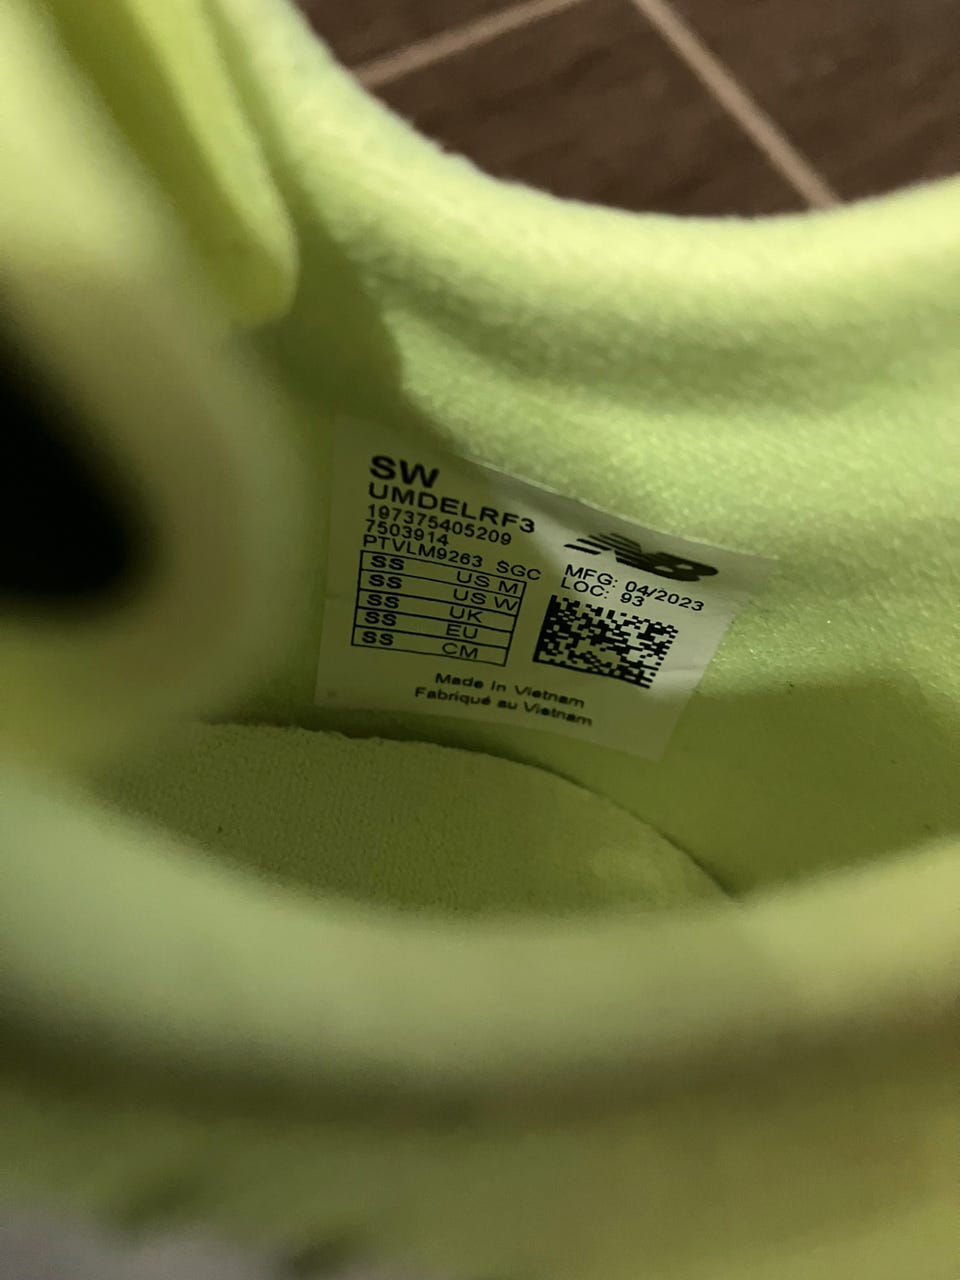 SW
UMDELRF3
197375405209
7503914
PTVLM9263 SGC
SS US M
SS US W
SS UK
SS EU
SS CM
NB
MFG: 04/2023
LOC: 93
Made in Vietnam
Fabriqué au Vietnam